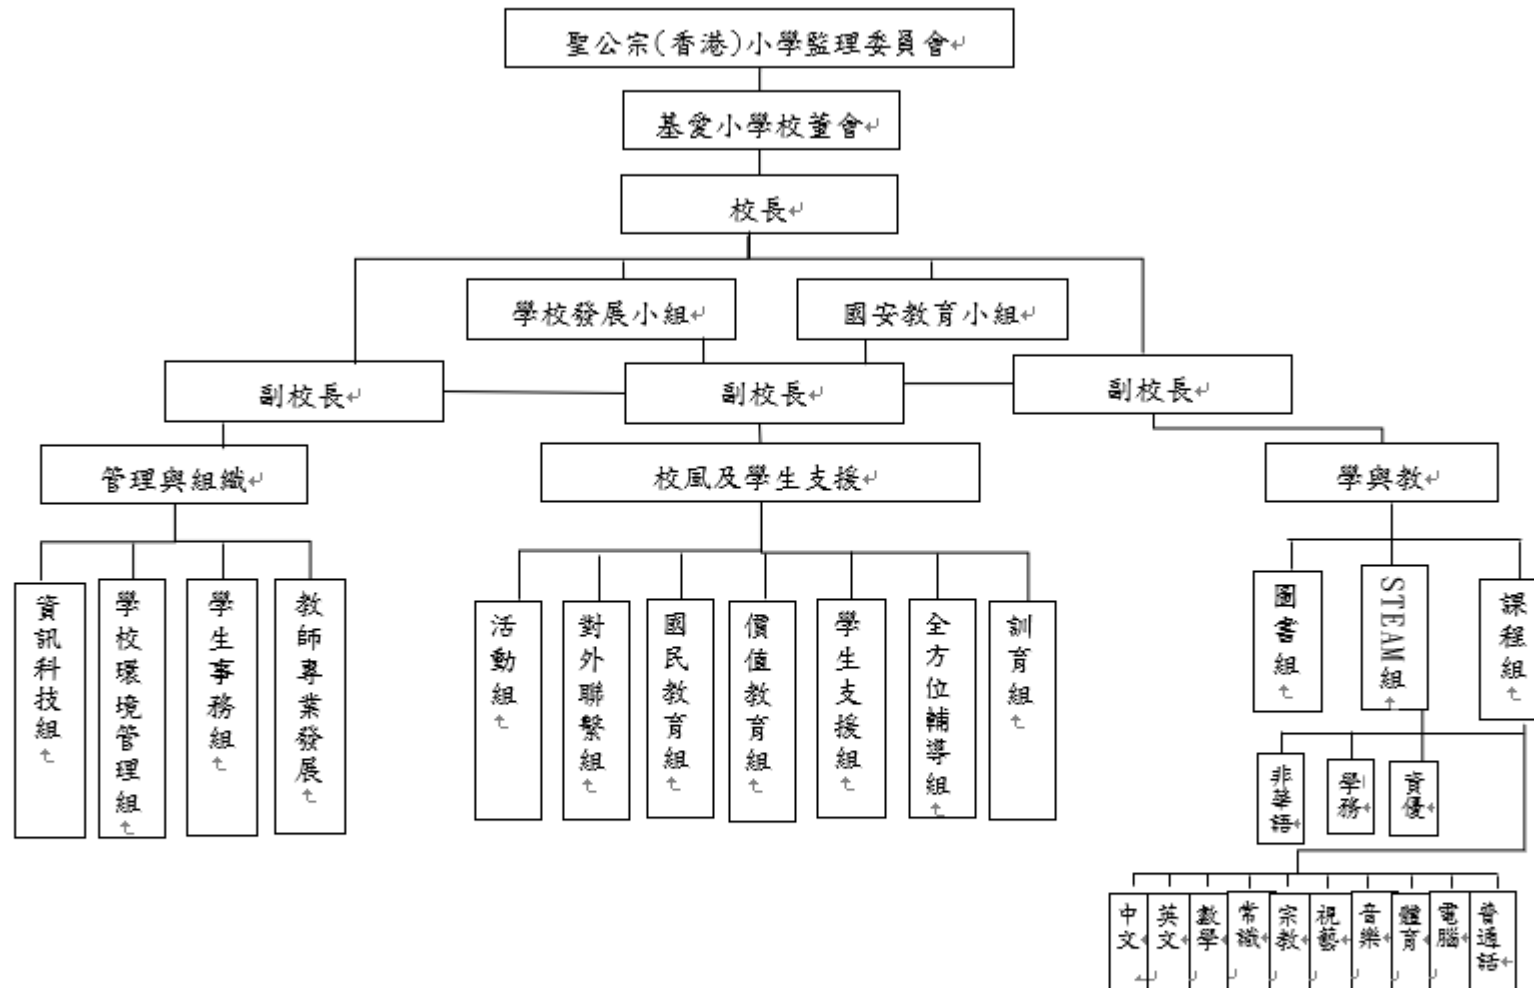 聖公宗(香港)小學監理委員會
基愛小學校董會
校長
學校發展小組
國安教育小組
副校長
副校長
副校長
管理與組織
校風及學生支援
學與教
資訊科技組
學校環境管理組
學生事務組
教師專業發展
活動組
對外聯繫組
國民教育組
價值教育組
學生支援組
全方位輔導組
訓育組
圖書組
STEAM組
課程組
非華語
學務
資優
中文
英文
數學
常識
宗教
視藝
音樂
體育
電腦
普通話